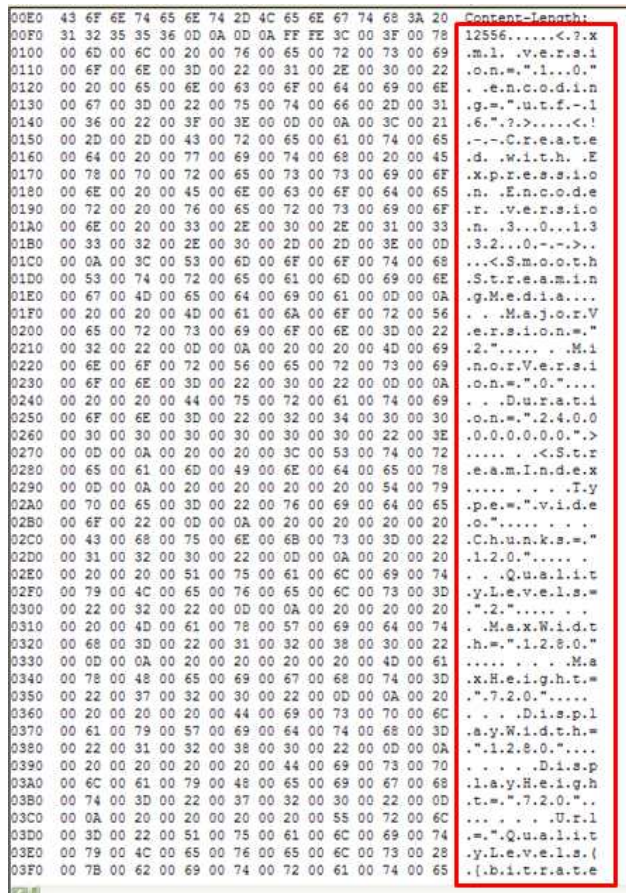 00E0 43 6F 6E 74 65 6E 74 2D 4C 65 6E 67 74 68 3A 20 Content-Length:
00F0 31 32 35 35 36 0D 0A 0D 0A FF FE 3C 00 3F 00 78 12556......<.?.x
0100 00 6D 00 6C 00 20 00 76 00 65 00 72 00 73 00 69 .m.l. .v.e.r.s.i
0110 00 6F 00 6E 00 3D 00 22 00 31 00 2E 00 30 00 22 .o.n.=.".1...0."
0120 00 20 00 65 00 6E 00 63 00 6F 00 64 00 69 00 6E . .e.n.c.o.d.i.n
0130 00 67 00 3D 00 22 00 75 00 74 00 66 00 2D 00 31 .g.=.".u.t.f.-.1
0140 00 36 00 22 00 3F 00 3E 00 0D 00 0A 00 3C 00 21 .6.".?.>.....<.!
0150 00 2D 00 2D 00 43 00 72 00 65 00 61 00 74 00 65 .-.-.C.r.e.a.t.e
0160 00 64 00 20 00 77 00 69 00 74 00 68 00 20 00 45 .d. .w.i.t.h. .E
0170 00 78 00 70 00 72 00 65 00 73 00 73 00 69 00 6F .x.p.r.e.s.s.i.o
0180 00 6E 00 20 00 45 00 6E 00 63 00 6F 00 64 00 65 .n. .E.n.c.o.d.e
0190 00 72 00 20 00 76 00 65 00 72 00 73 00 69 00 6F .r. .v.e.r.s.i.o
01A0 00 6E 00 20 00 33 00 2E 00 30 00 2E 00 31 00 33 .n. .3...0...1.3
01B0 00 33 00 32 00 2E 00 30 00 2D 00 2D 00 3E 00 0D .3.2...0.-.-.>..
01C0 00 0A 00 3C 00 53 00 6D 00 6F 00 6F 00 74 00 68 ...<.S.m.o.o.t.h
01D0 00 53 00 74 00 72 00 65 00 61 00 6D 00 69 00 6E .S.t.r.e.a.m.i.n
01E0 00 67 00 4D 00 65 00 64 00 69 00 61 00 0D 00 0A .g.M.e.d.i.a....
01F0 00 20 00 20 00 4D 00 61 00 6A 00 6F 00 72 00 56 . . .M.a.j.o.r.V
0200 00 65 00 72 00 73 00 69 00 6F 00 6E 00 3D 00 22 .e.r.s.i.o.n.=."
0210 00 32 00 22 00 0D 00 0A 00 20 00 20 00 4D 00 69 .2."..... . .M.i
0220 00 6E 00 6F 00 72 00 56 00 65 00 72 00 73 00 69 .n.o.r.V.e.r.s.i
0230 00 6F 00 6E 00 3D 00 22 00 30 00 22 00 0D 00 0A .o.n.=.".0."....
0240 00 20 00 20 00 44 00 75 00 72 00 61 00 74 00 69 . . .D.u.r.a.t.i
0250 00 6F 00 6E 00 3D 00 22 00 32 00 34 00 30 00 30 .o.n.=.".2.4.0.0
0260 00 30 00 30 00 30 00 30 00 30 00 30 00 22 00 3E .0.0.0.0.0.0.".>
0270 00 0D 00 0A 00 20 00 20 00 3C 00 53 00 74 00 72 ..... . .<.S.t.r
0280 00 65 00 61 00 6D 00 49 00 6E 00 64 00 65 00 78 .e.a.m.I.n.d.e.x
0290 00 0D 00 0A 00 20 00 20 00 20 00 20 00 54 00 79 ..... . . . .T.y
02A0 00 70 00 65 00 3D 00 22 00 76 00 69 00 64 00 65 .p.e.=.".v.i.d.e
02B0 00 6F 00 22 00 0D 00 0A 00 20 00 20 00 20 00 20 .o."..... . . .
02C0 00 43 00 68 00 75 00 6E 00 6B 00 73 00 3D 00 22 .C.h.u.n.k.s.=."
02D0 00 31 00 32 00 30 00 22 00 0D 00 0A 00 20 00 20 .1.2.0."..... .
02E0 00 20 00 20 00 51 00 75 00 61 00 6C 00 69 00 74 . . .Q.u.a.l.i.t
02F0 00 79 00 4C 00 65 00 76 00 65 00 6C 00 73 00 3D .y.L.e.v.e.l.s.=
0300 00 22 00 32 00 22 00 0D 00 0A 00 20 00 20 00 20 .".2."..... . .
0310 00 20 00 4D 00 61 00 78 00 57 00 69 00 64 00 74 . .M.a.x.W.i.d.t
0320 00 68 00 3D 00 22 00 31 00 32 00 38 00 30 00 22 .h.=.".1.2.8.0."
0330 00 0D 00 0A 00 20 00 20 00 20 00 20 00 4D 00 61 ..... . . . .M.a
0340 00 78 00 48 00 65 00 69 00 67 00 68 00 74 00 3D .x.H.e.i.g.h.t.=
0350 00 22 00 37 00 32 00 30 00 22 00 0D 00 0A 00 20 .".7.2.0.".....
0360 00 20 00 20 00 20 00 44 00 69 00 73 00 70 00 6C . . . .D.i.s.p.l
0370 00 61 00 79 00 57 00 69 00 64 00 74 00 68 00 3D .a.y.W.i.d.t.h.=
0380 00 22 00 31 00 32 00 38 00 30 00 22 00 0D 00 0A .".1.2.8.0."....
0390 00 20 00 20 00 20 00 20 00 44 00 69 00 73 00 70 . . . . .D.i.s.p
03A0 00 6C 00 61 00 79 00 48 00 65 00 69 00 67 00 68 .l.a.y.H.e.i.g.h
03B0 00 74 00 3D 00 22 00 37 00 32 00 30 00 22 00 0D .t.=.".7.2.0."..
03C0 00 0A 00 20 00 20 00 20 00 20 00 55 00 72 00 6C ... . . . .U.r.l
03D0 00 3D 00 22 00 51 00 75 00 61 00 6C 00 69 00 74 .=.".Q.u.a.l.i.t
03E0 00 79 00 4C 00 65 00 76 00 65 00 6C 00 73 00 28 .y.L.e.v.e.l.s.(
03F0 00 7B 00 62 00 69 00 74 00 72 00 61 00 74 00 65 .{.b.i.t.r.a.t.e